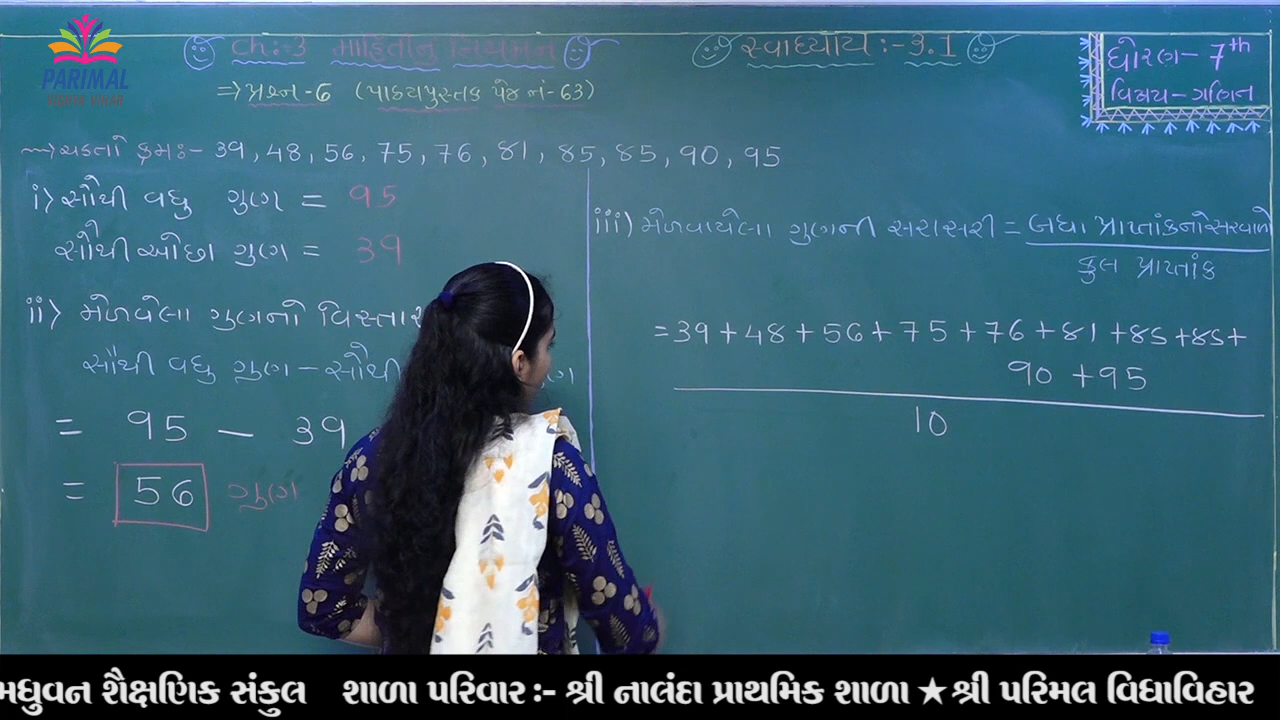 PARIMAL
VIDHYA VIHAR
Ch:-3 માહિતીનું નિયમન
સ્વાધ્યાય :- 3.1
ધોરણ - 7th
વિષય - ગણિત
⇒ પ્રશ્ન -6 (પાઠ્યપુસ્તક પેજ નં - 63)
ચઢતો ક્રમ :- 39, 48, 56, 75, 76, 81, 85, 85, 90, 95
i) સૌથી વધુ ગુણ = 95
સૌથી ઓછા ગુણ = 39
ii) મેળવેલા ગુણનો વિસ્તાર
સૌથી વધુ ગુણ - સૌથી
= 95 - 39
= 56 ગુણ
iii) મેળવાયેલા ગુણની સરાસરી = બધા પ્રાપ્તાંકનો સરવાળો
કુલ પ્રાપ્તાંક
= 39 + 48 + 56 + 75 + 76 + 81 + 85 + 85 +
90 + 95
10
મધુવન શૈક્ષણિક સંકુલ શાળા પરિવાર :- શ્રી નાલંદા પ્રાથમિક શાળા ★ શ્રી પરિમલ વિધાવિહાર